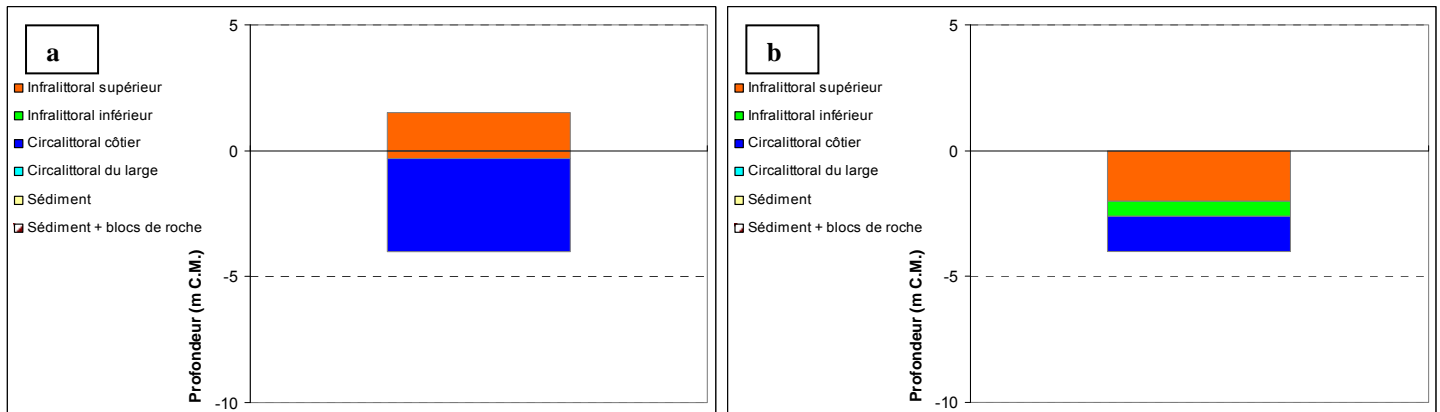 a
Infralittoral supérieur
Infralittoral inférieur
Circalittoral côtier
Circalittoral du large
Sédiment
Sédiment + blocs de roche
Profondeur (m C.M.)
5
0
-5
-10
b
Infralittoral supérieur
Infralittoral inférieur
Circalittoral côtier
Circalittoral du large
Sédiment
Sédiment + blocs de roche
Profondeur (m C.M.)
5
0
-5
-10